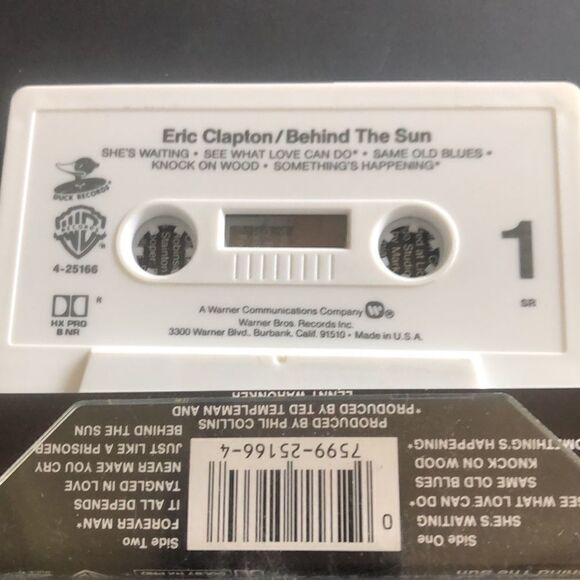 Eric Clapton/Behind The Sun
SHE'S WAITING • SEE WHAT LOVE CAN DO* • SAME OLD BLUES •
KNOCK ON WOOD • SOMETHING'S HAPPENING*
DUCK RECORDS
WB
RECORDS
4-25166
1
SR
HX PRO
B NR
A Warner Communications Company
Warner Bros. Records Inc.
3300 Warner Blvd., Burbank, Calif. 91510 • Made in U.S.A.
Side One
SHE'S WAITING
SEE WHAT LOVE CAN DO*
SAME OLD BLUES
KNOCK ON WOOD
SOMETHING'S HAPPENING*
0
7599-25166-4
Side Two
FOREVER MAN*
IT ALL DEPENDS
TANGLED IN LOVE
NEVER MAKE YOU CRY
JUST LIKE A PRISONER
BEHIND THE SUN
PRODUCED BY PHIL COLLINS
*PRODUCED BY TED TEMPLEMAN AND
LENNY WARONKER